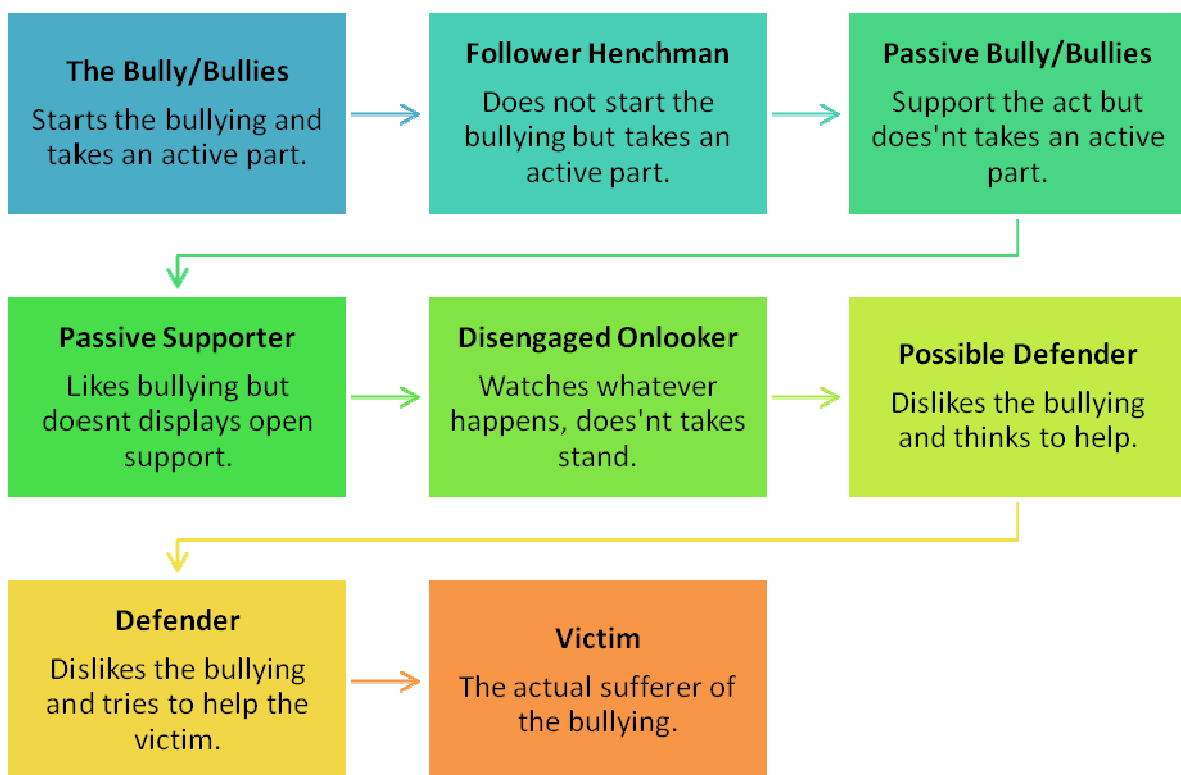 The Bully/Bullies
Starts the bullying and
takes an active part.
Follower Henchman
Does not start the
bullying but takes an
active part.
Passive Bully/Bullies
Support the act but
does'nt takes an active
part.
Passive Supporter
Likes bullying but
doesnt displays open
support.
Disengaged Onlooker
Watches whatever
happens, does'nt takes
stand.
Possible Defender
Dislikes the bullying
and thinks to help.
Defender
Dislikes the bullying
and tries to help the
victim.
Victim
The actual sufferer of
the bullying.